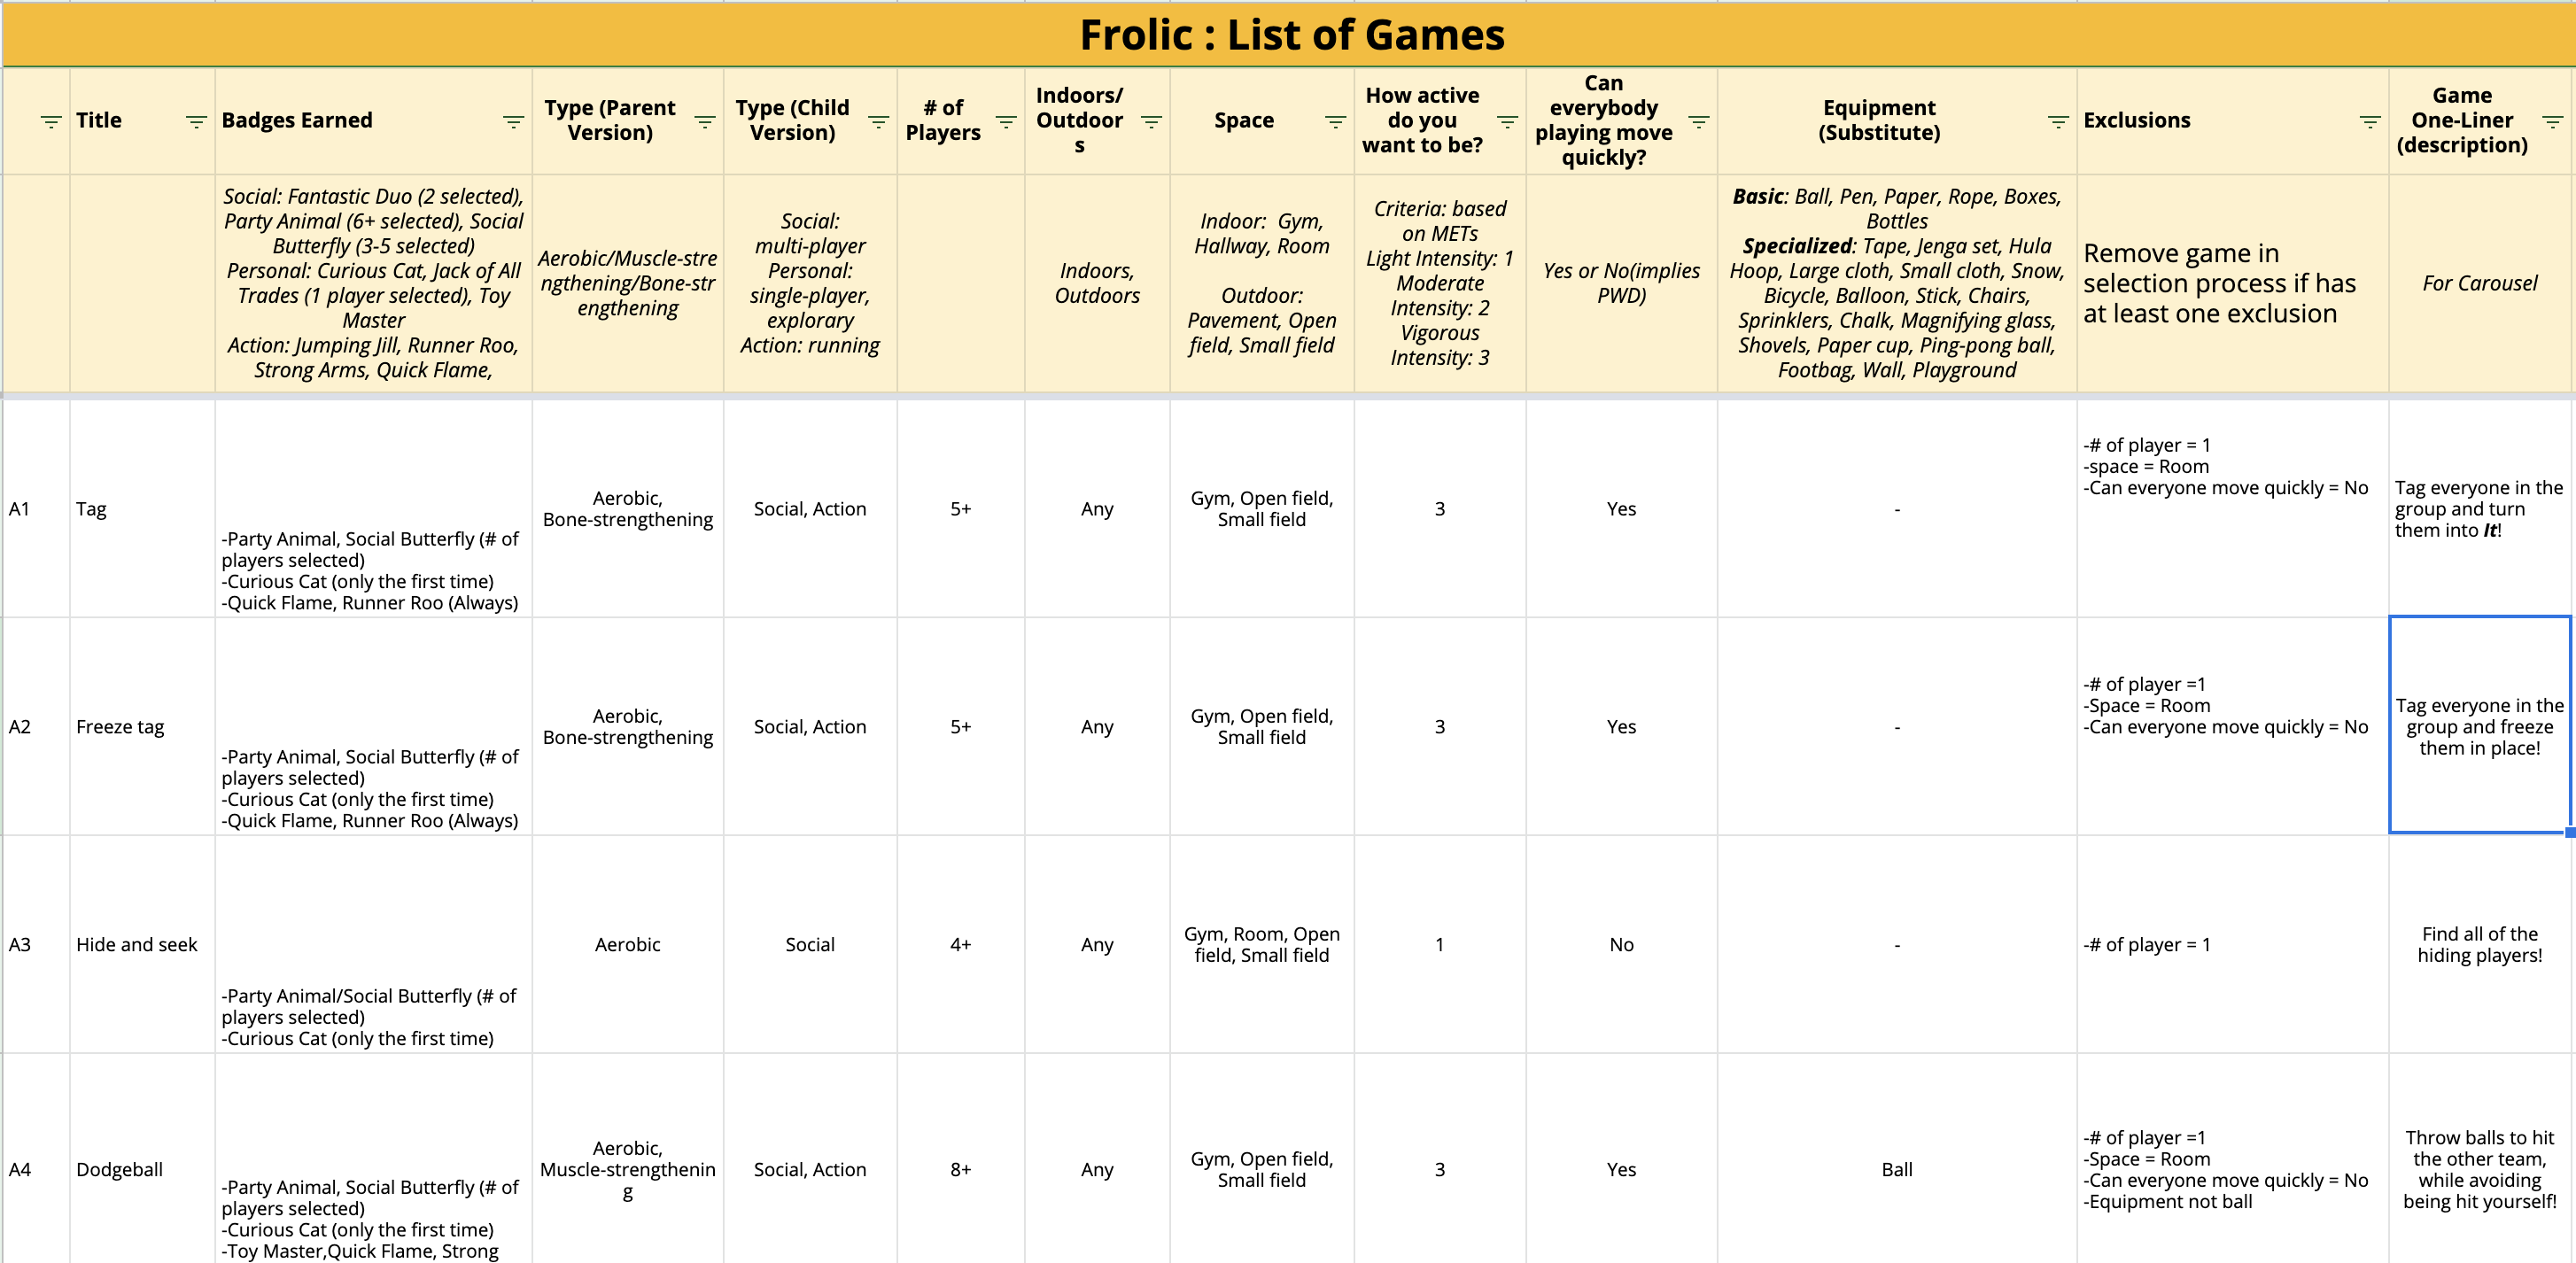 Frolic : List of Games
Title
Badges Earned
Type (Parent
Version)
Type (Child
Version)
# of
Players
Indoors/
Outdoor
s
Space
How active
do you
want to be?
Can
everybody
playing move
quickly?
Equipment
(Substitute)
Exclusions
Game
One-Liner
(description)
Social: Fantastic Duo (2 selected),
Party Animal (6+ selected), Social
Butterfly (3-5 selected)
Personal: Curious Cat, Jack of All
Trades (1 player selected), Toy
Master
Action: Jumping Jill, Runner Roo,
Strong Arms, Quick Flame,
Aerobic/Muscle-stre
ngthening/Bone-str
engthening
Social:
multi-player
Personal:
single-player,
explorary
Action: running
Indoors,
Outdoors
Indoor: Gym,
Hallway, Room
Outdoor:
Pavement, Open
field, Small field
Criteria: based
on METs
Light Intensity: 1
Moderate
Intensity: 2
Vigorous
Intensity: 3
Yes or No(implies
PWD)
Basic: Ball, Pen, Paper, Rope, Boxes,
Bottles
Specialized: Tape, Jenga set, Hula
Hoop, Large cloth, Small cloth, Snow,
Bicycle, Balloon, Stick, Chairs,
Sprinklers, Chalk, Magnifying glass,
Shovels, Paper cup, Ping-pong ball,
Footbag, Wall, Playground
Remove game in
selection process if has
at least one exclusion
For Carousel
A1
Tag
-Party Animal, Social Butterfly (# of
players selected)
-Curious Cat (only the first time)
-Quick Flame, Runner Roo (Always)
Aerobic,
Bone-strengthening
Social, Action
5+
Any
Gym, Open field,
Small field
3
Yes
-
-# of player = 1
-space = Room
-Can everyone move quickly = No
Tag everyone in the
group and turn
them into It!
A2
Freeze tag
-Party Animal, Social Butterfly (# of
players selected)
-Curious Cat (only the first time)
-Quick Flame, Runner Roo (Always)
Aerobic,
Bone-strengthening
Social, Action
5+
Any
Gym, Open field,
Small field
3
Yes
-
-# of player =1
-Space = Room
-Can everyone move quickly = No
Tag everyone in the
group and freeze
them in place!
A3
Hide and seek
-Party Animal/Social Butterfly (# of
players selected)
-Curious Cat (only the first time)
Aerobic
Social
4+
Any
Gym, Room, Open
field, Small field
1
No
-
-# of player = 1
Find all of the
hiding players!
A4
Dodgeball
-Party Animal, Social Butterfly (# of
players selected)
-Curious Cat (only the first time)
-Toy Master,Quick Flame, Strong
Aerobic,
Muscle-strengthenin
g
Social, Action
8+
Any
Gym, Open field,
Small field
3
Yes
Ball
-# of player =1
-Space = Room
-Can everyone move quickly = No
-Equipment not ball
Throw balls to hit
the other team,
while avoiding
being hit yourself!